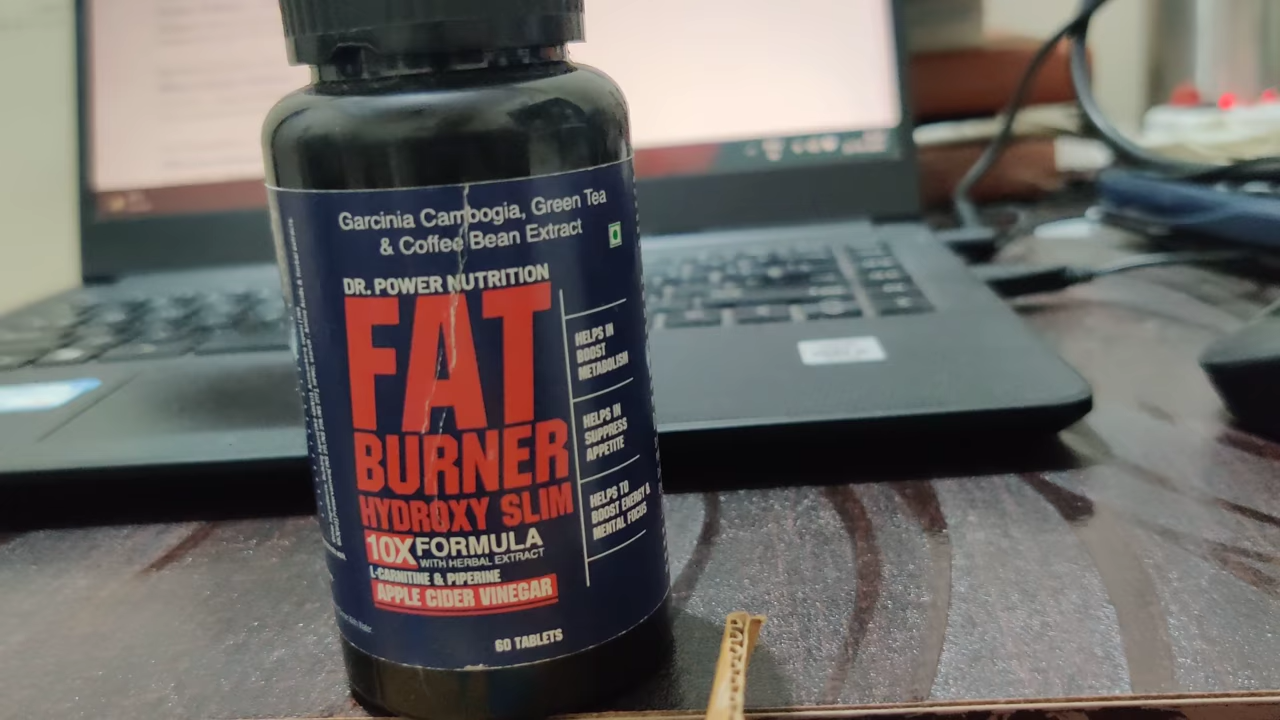 Garcinia Cambogia, Green Tea
& Coffee Bean Extract
DR. POWER NUTRITION
FAT
BURNER
HYDROXY SLIM
10X FORMULA
WITH HERBAL EXTRACT
L-CARNITINE & PIPERINE
APPLE CIDER VINEGAR
60 TABLETS
HELPS IN
BOOST
METABOLISH
HELPS IN
SUPPRESS
APPETITE
HELPS TO
BOOST ENERGY &
MENTAL FOCUS